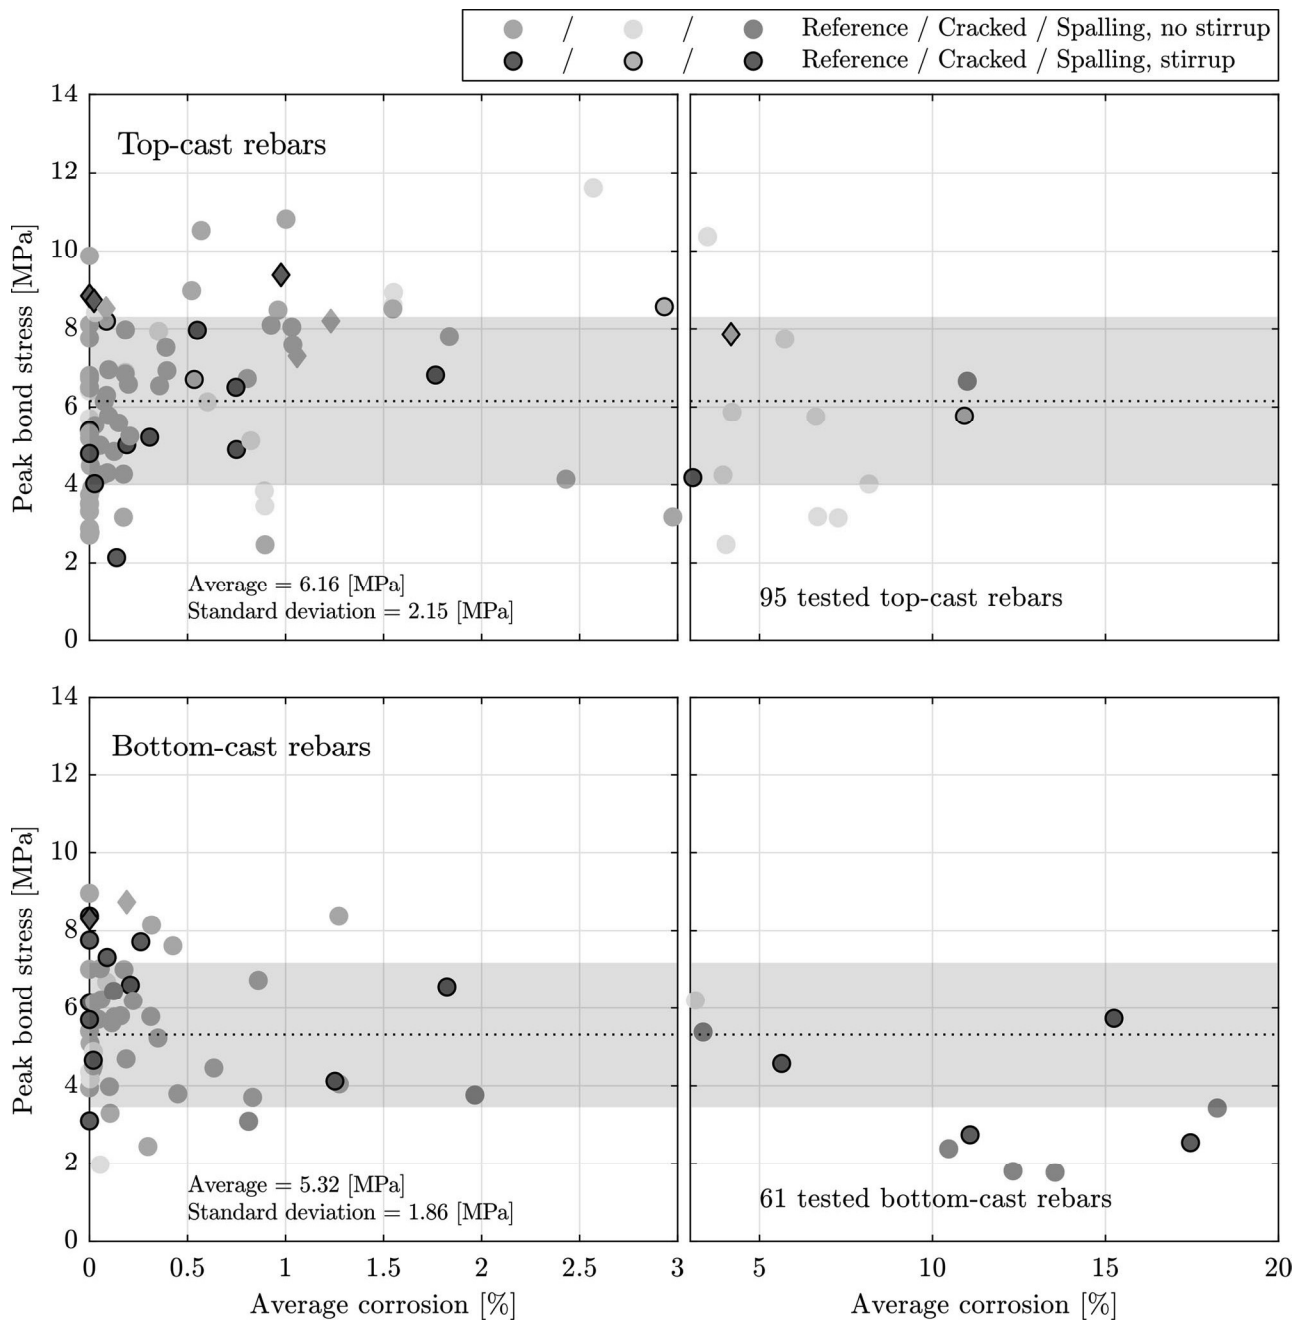 / / Reference / Cracked / Spalling, no stirrup
/ / Reference / Cracked / Spalling, stirrup
Peak bond stress [MPa]
14
12
10
8
6
4
2
0
Top-cast rebars
Average = 6.16 [MPa]
Standard deviation = 2.15 [MPa]
95 tested top-cast rebars
Peak bond stress [MPa]
14
12
10
8
6
4
2
0
Bottom-cast rebars
Average = 5.32 [MPa]
Standard deviation = 1.86 [MPa]
61 tested bottom-cast rebars
0 0.5 1 1.5 2 2.5 3 5 10 15 20
Average corrosion [%] Average corrosion [%]